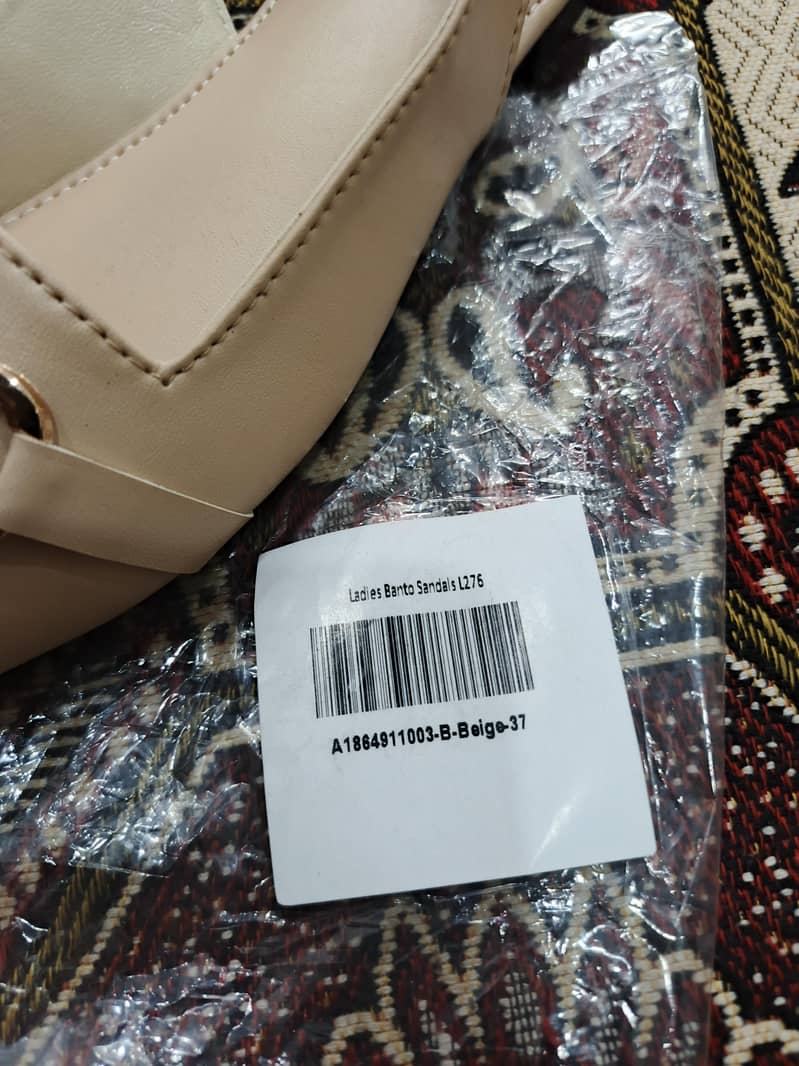 Ladies Banto Sandals L276
A1864911003-B-Beige-37